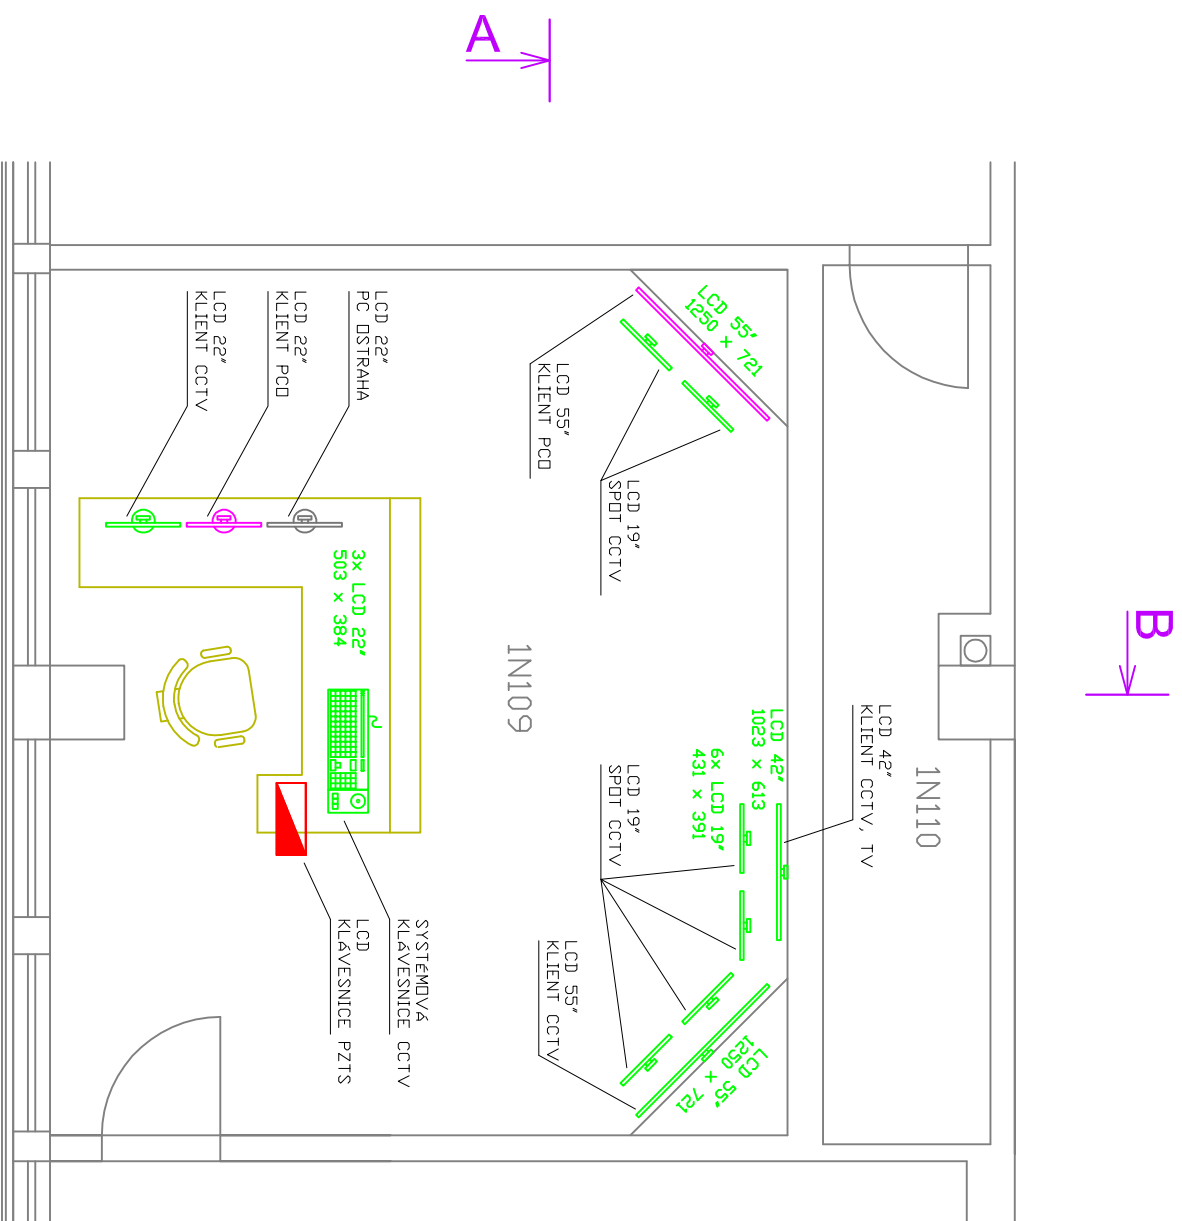 A
B
LCD 55"
1250 x 721
LCD 22"
PC OSTRAHA
LCD 22"
KLIENT PCO
LCD 22"
KLIENT CCTV
LCD 55"
KLIENT PCO
LCD 19"
SPOT CCTV
3x LCD 22"
503 x 384
1N109
1N110
LCD 42"
KLIENT CCTV, TV
LCD 42"
1023 x 613
6x LCD 19"
431 x 391
LCD 19"
SPOT CCTV
LCD 55"
KLIENT CCTV
LCD 55"
1250 x 721
SYSTÉMOVÁ
KLÁVESNICE CCTV
LCD
KLÁVESNICE PZTS